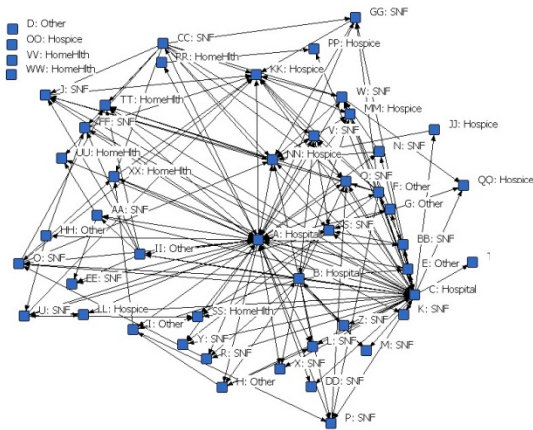 D: Other
OO: Hospice
VV: HomeHlth
WW: HomeHlth
GG: SNF
CC: SNF
PP: Hospice
RR: HomeHlth
KK: Hospice
J: SNF
W: SNF
TT: HomeHlth
MM: Hospice
FF: SNF
V: SNF
JJ: Hospice
N: SNF
UU: HomeHlth
NN: Hospice
XX: HomeHlth
Q: SNF
QQ: Hospice
F: Other
G: Other
AA: SNF
S: SNF
HH: Other
A: Hospital
BB: SNF
II: Other
O: SNF
E: Other
B: Hospital
EE: SNF
C: Hospital
U: SNF
LL: Hospice
SS: HomeHlth
K: SNF
I: Other
Z: SNF
Y: SNF
L: SNF
M: SNF
R: SNF
X: SNF
H: Other
DD: SNF
P: SNF